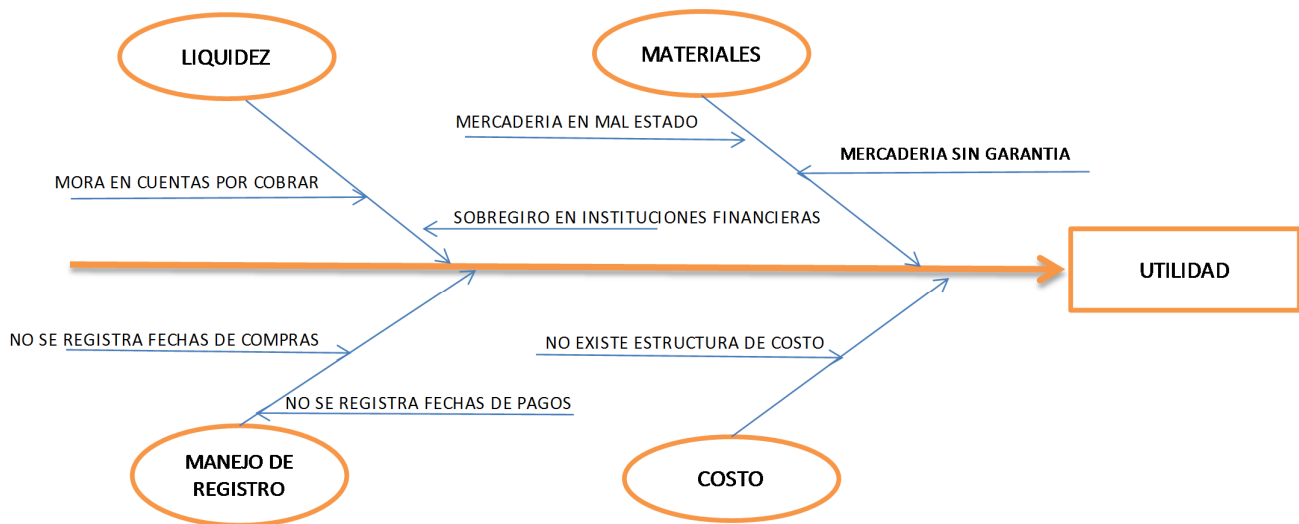 LIQUIDEZ
MATERIALES
MERCADERIA EN MAL ESTADO
MERCADERIA SIN GARANTIA
MORA EN CUENTAS POR COBRAR
SOBREGIRO EN INSTITUCIONES FINANCIERAS
UTILIDAD
NO SE REGISTRA FECHAS DE COMPRAS
NO EXISTE ESTRUCTURA DE COSTO
NO SE REGISTRA FECHAS DE PAGOS
MANEJO DE
REGISTRO
COSTO